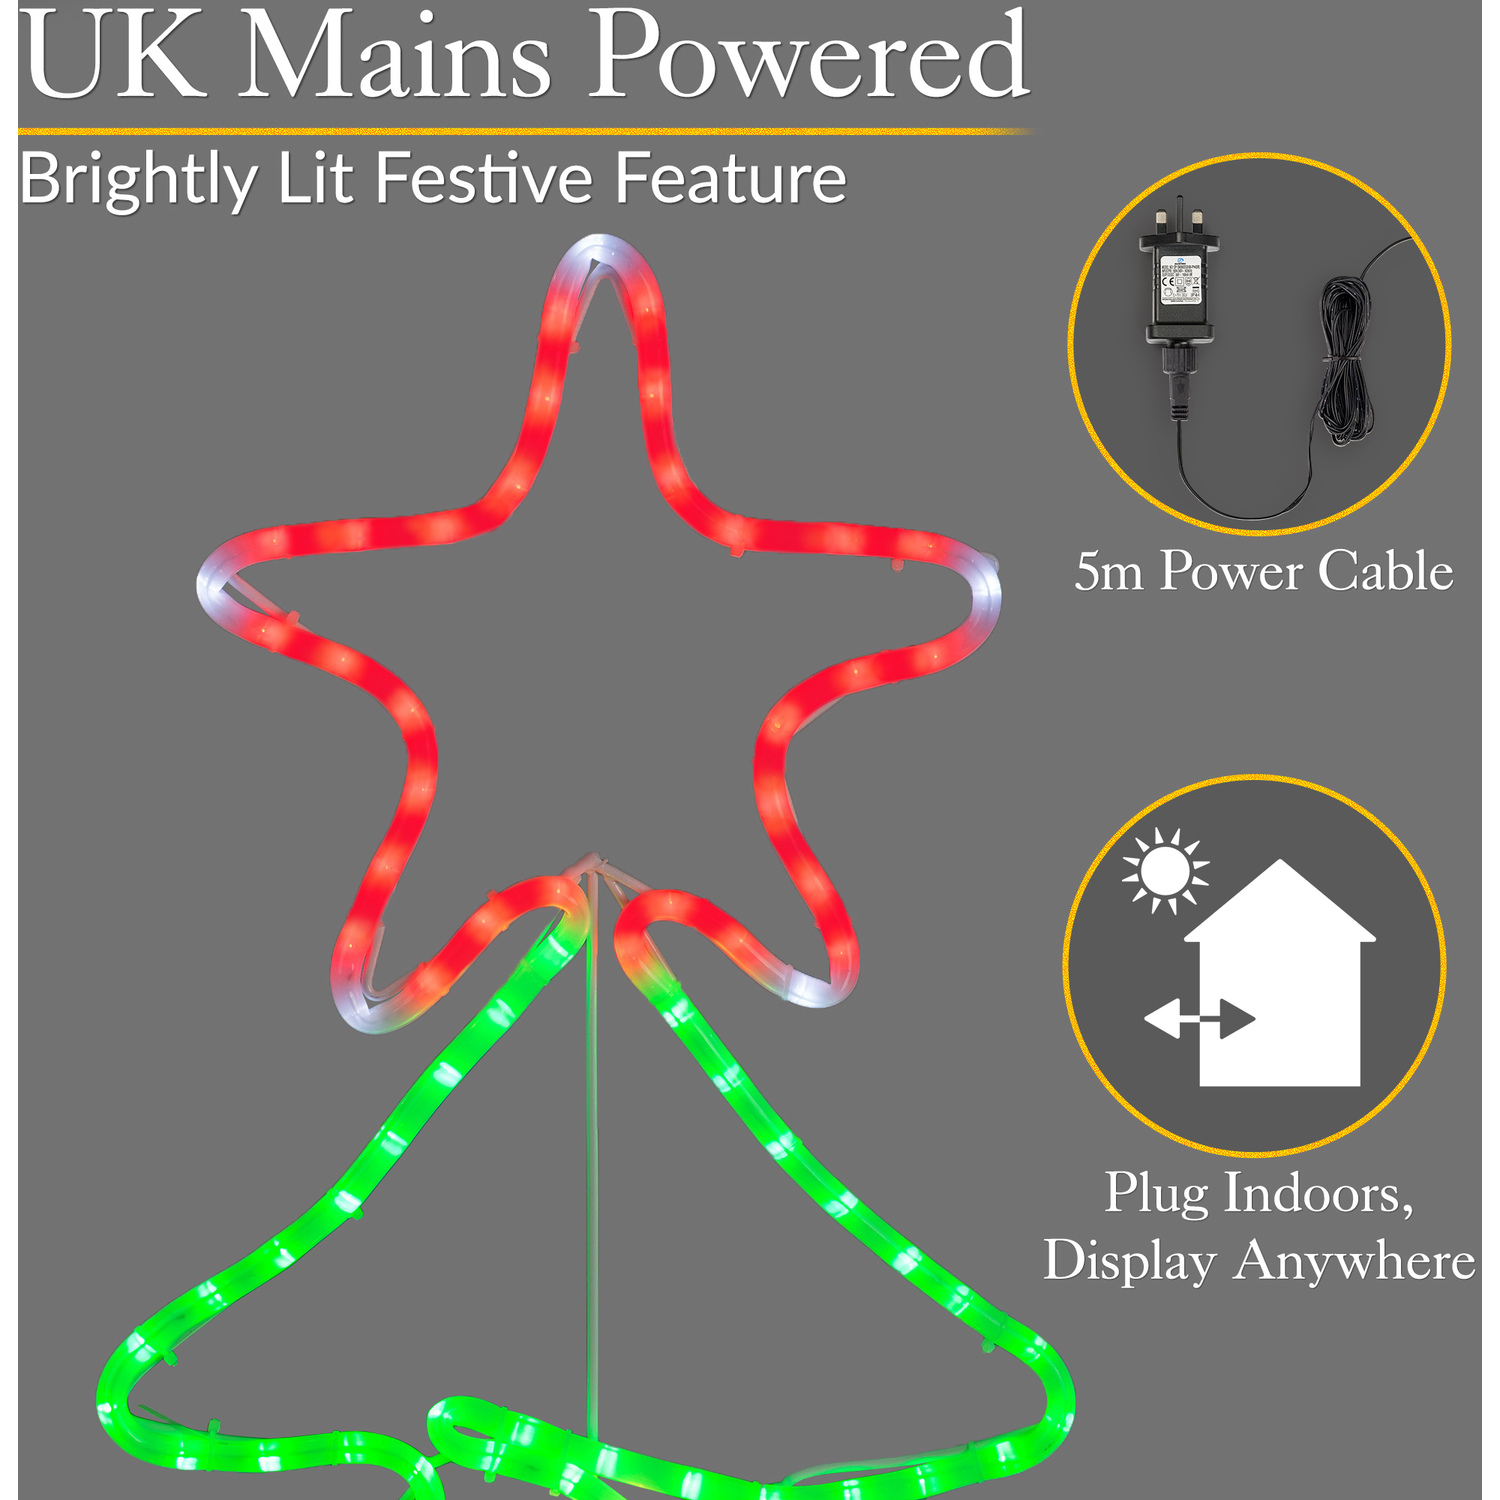 UK Mains Powered
Brightly Lit Festive Feature
5m Power Cable
Plug Indoors,
Display Anywhere